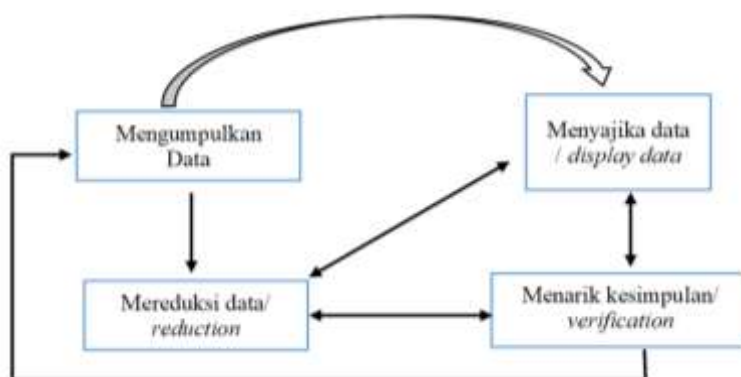 Mengumpulkan
Data
Menyajika data
/ display data
Mereduksi data/
reduction
Menarik kesimpulan/
verification